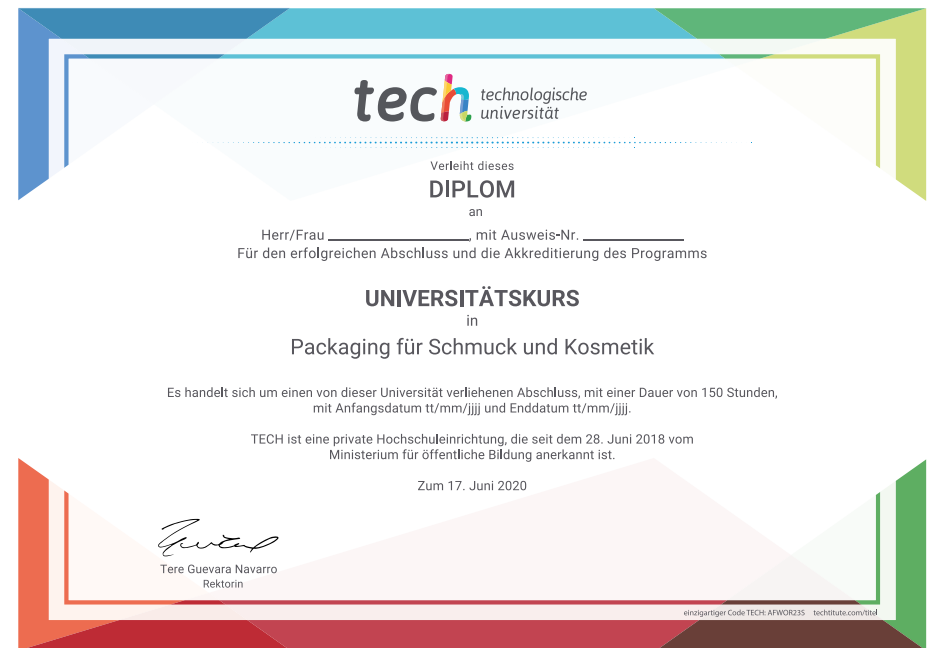 tech technologische
universität
Verleiht dieses
DIPLOM
an
Herr/Frau ____________________, mit Ausweis-Nr. ______________
Für den erfolgreichen Abschluss und die Akkreditierung des Programms
UNIVERSITÄTSKURS
in
Packaging für Schmuck und Kosmetik
Es handelt sich um einen von dieser Universität verliehenen Abschluss, mit einer Dauer von 150 Stunden,
mit Anfangsdatum tt/mm/jjjj und Enddatum tt/mm/jjjj.
TECH ist eine private Hochschuleinrichtung, die seit dem 28. Juni 2018 vom
Ministerium für öffentliche Bildung anerkannt ist.
Zum 17. Juni 2020
Tere Guevara Navarro
Rektorin
einzigartiger Code TECH: AFWOR23S techtitute.com/titel